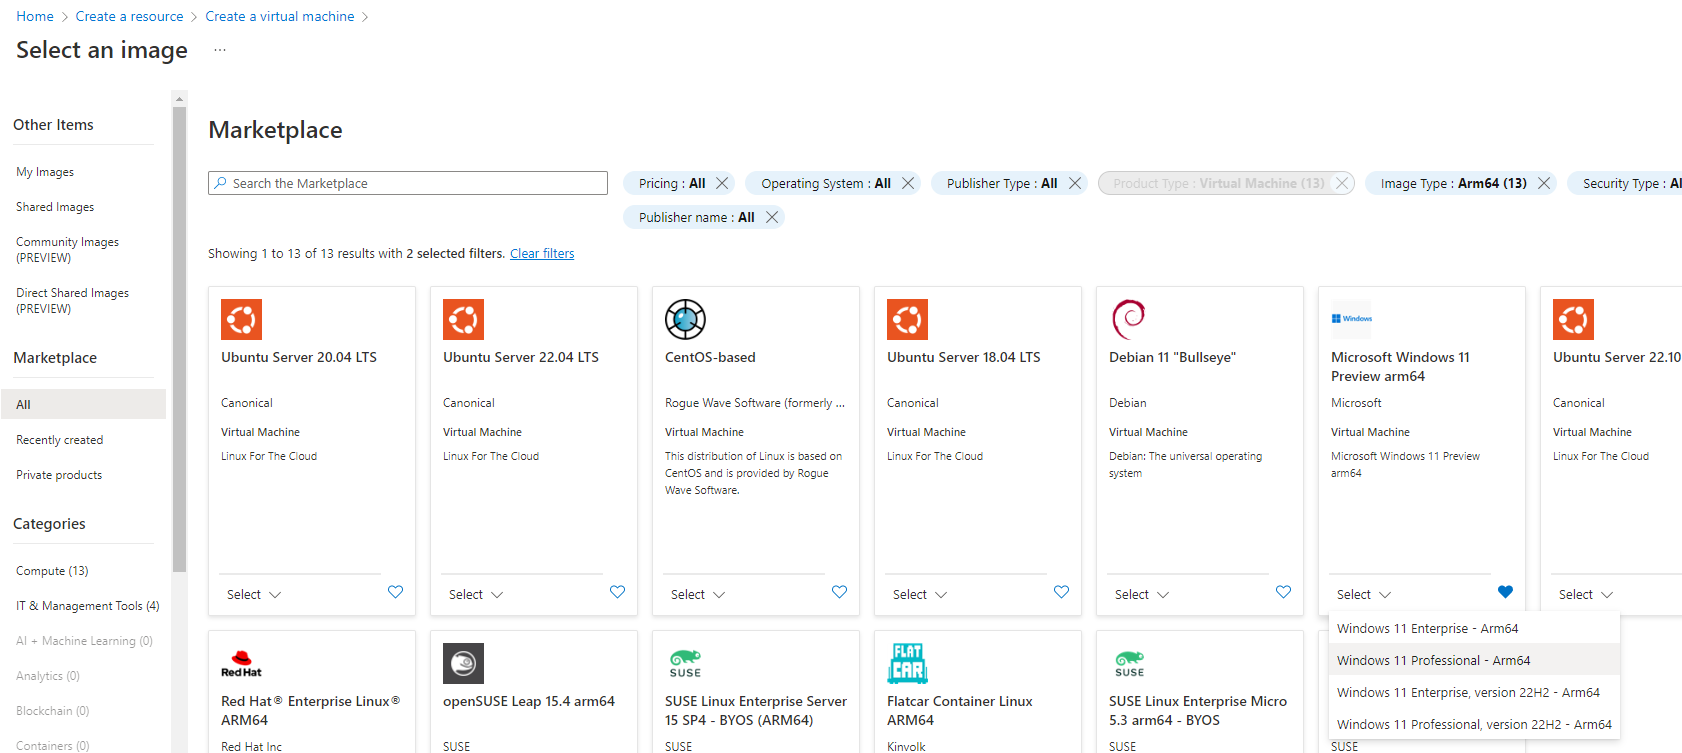 Home > Create a resource > Create a virtual machine >
Select an image ...
Other Items
My Images
Shared Images
Community Images
(PREVIEW)
Direct Shared Images
(PREVIEW)
Marketplace
All
Recently created
Private products
Categories
Compute (13)
IT & Management Tools (4)
AI + Machine Learning (0)
Analytics (0)
Blockchain (0)
Containers (0)
Marketplace
Search the Marketplace
Pricing : All
Operating System : All
Publisher Type : All
Product Type : Virtual Machine (13)
Image Type : Arm64 (13)
Security Type : Al
Publisher name : All
Showing 1 to 13 of 13 results with 2 selected filters. Clear filters
Ubuntu Server 20.04 LTS
Canonical
Virtual Machine
Linux For The Cloud
Select
Ubuntu Server 22.04 LTS
Canonical
Virtual Machine
Linux For The Cloud
Select
CentOS-based
Rogue Wave Software (formerly ...
Virtual Machine
This distribution of Linux is based on
CentOS and is provided by Rogue
Wave Software.
Select
Ubuntu Server 18.04 LTS
Canonical
Virtual Machine
Linux For The Cloud
Select
Debian 11 "Bullseye"
Debian
Virtual Machine
Debian: The universal operating
system
Select
Windows
Microsoft Windows 11
Preview arm64
Microsoft
Virtual Machine
Microsoft Windows 11 Preview
arm64
Select
Windows 11 Enterprise - Arm64
Windows 11 Professional - Arm64
Windows 11 Enterprise, version 22H2 - Arm64
Windows 11 Professional, version 22H2 - Arm64
Ubuntu Server 22.10
Canonical
Virtual Machine
Linux For The Cloud
Select
Red Hat
Red Hat® Enterprise Linux®
ARM64
Red Hat Inc
openSUSE Leap 15.4 arm64
SUSE
SUSE
SUSE Linux Enterprise Server
15 SP4 - BYOS (ARM64)
SUSE
FLAT
CAR
Flatcar Container Linux
ARM64
Kinvolk
SUSE
SUSE Linux Enterprise Micro
5.3 arm64 - BYOS
SUSE
SUSE